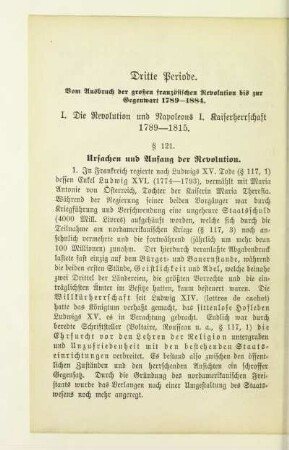 Dritte Periode.
Vom Ausbruch der großen französischen Revolution bis zur
Gegenwart 1789—1884.
I. Die Revolution und Napoleons I. Kaiserherrschaft
1789—1815.
§ 121.
Ursachen und Anfang der Revolution.
1. In Frankreich regierte nach Ludwigs XV. Tode (§ 117, 1)
dessen Enkel Ludwig XVI. (1774—1793), vermählt mit Maria
Antonie von Österreich, Tochter der Kaiserin Maria Theresia.
Während der Regierung seiner beiden Vorgänger war durch
Kriegführung und Verschwendung eine ungeheure Staatsschuld
(4000 Mill. Livres) entstanden, welche sich durch die
Teilnahme am nordamerikanischen Kriege (§ 117, 3) noch
ansehnlich vermehrte und die fortwährend (jährlich um mehr denn
100 Millionen) zunahm. Der hierdurch veranlaßte Abgabendruck
lastete fast einzig auf dem Bürger- und Bauernstande, während
die beiden ersten Stände, Geistlichkeit und Adel, welche beinahe
zwei Drittel der Ländereien, welche die besten und
einträglichsten Ämter im Besitze hatten, kaum besteuert waren. Die
Willkürherrschaft seit Ludwig XIV. (lettres de cachet)
hatte das Königtum verhaßt gemacht, das sittenlose Hofleben
Ludwigs XV. es in Verachtung gebracht. Endlich war durch
beredte Schriftsteller (Voltaire, Rousseau u. a., § 117, 1) die
Ehrfurcht vor den Lehren der Religion untergraben
und Unzufriedenheit mit den bestehenden Staats-
einrichtungen verbreitet. Es bestand also zwischen den öffent-
lichen Zuständen und den herrschenden Ansichten ein schroffer
Gegensatz. Durch die Gründung des nordamerikanischen Frei-
staats wurde das Verlangen nach einer Umgestaltung des Staats-
wesens noch mehr angeregt.